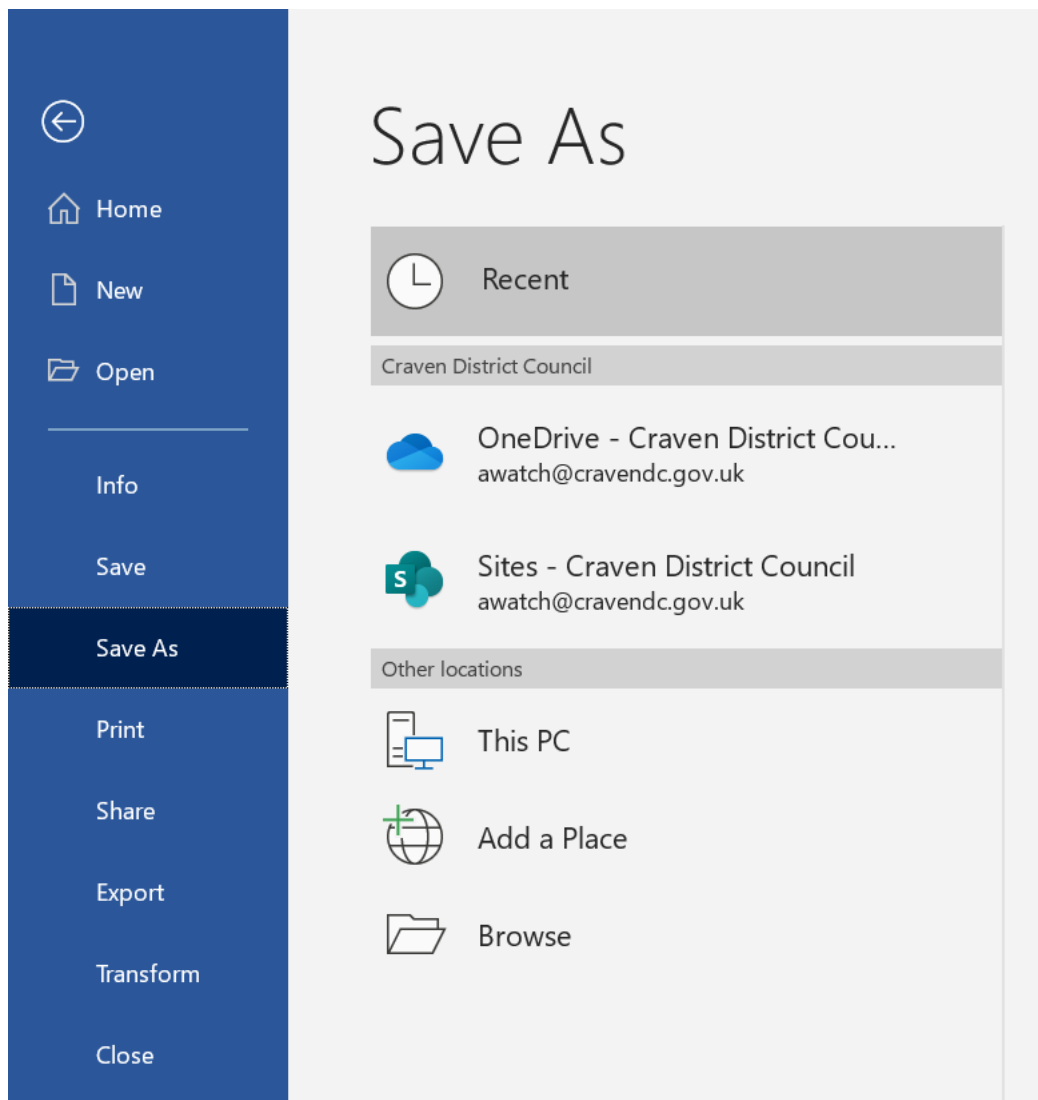 Home
New
Open
Info
Save
Save As
Print
Share
Export
Transform
Close
Save As
Recent
Craven District Council
OneDrive - Craven District Cou...
awatch@cravendc.gov.uk
S
Sites - Craven District Council
awatch@cravendc.gov.uk
Other locations
This PC
Add a Place
Browse